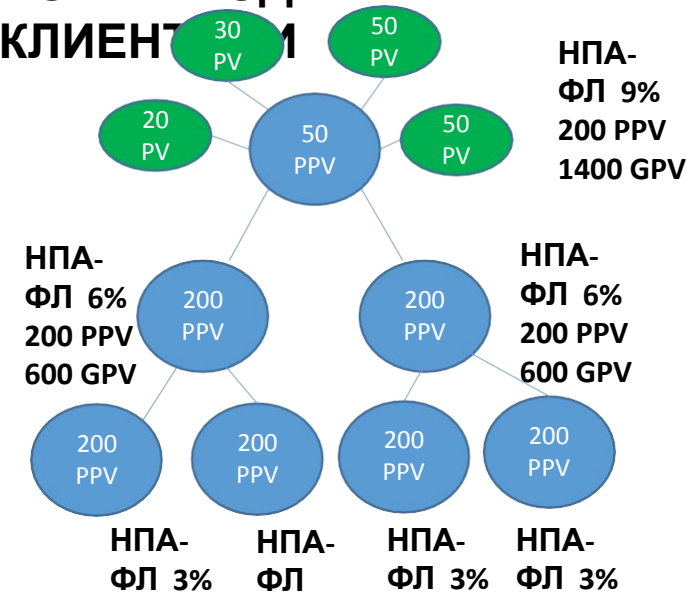 КЛИЕНТ
30
PV
50
PV
20
PV
50
PPV
50
PV
НПА-
ФЛ 9%
200 PPV
1400 GPV
НПА-
ФЛ 6%
200 PPV
600 GPV
200
PPV
200
PPV
НПА-
ФЛ 6%
200 PPV
600 GPV
200
PPV
200
PPV
200
PPV
200
PPV
НПА-
ФЛ 3%
НПА-
ФЛ
НПА-
ФЛ 3%
НПА-
ФЛ 3%